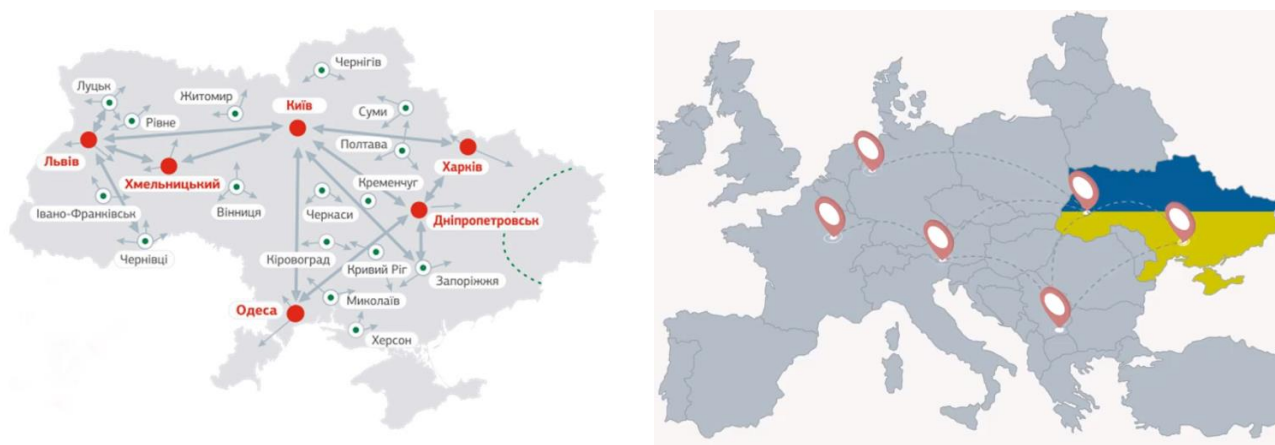 Чернігів
Луцьк
Житомир
Київ
Суми
Рівне
Львів
Полтава
Харків
Хмельницький
Кременчуг
Івано-Франківськ
Вінниця
Черкаси
Дніпропетровськ
Чернівці
Кіровоград
Кривий Ріг
Запоріжжя
Одеса
Миколаїв
Херсон